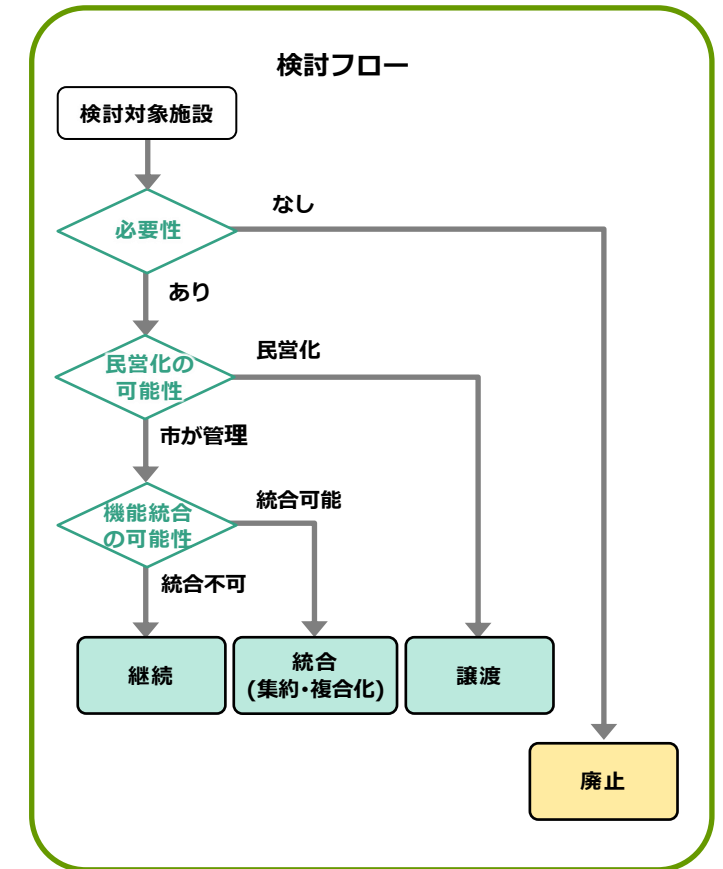 検討フロー
検討対象施設
なし
必要性
あり
民営化
民営化の
可能性
市が管理
統合可能
機能統合
の可能性
統合不可
継続
統合
(集約・複合化)
譲渡
廃止